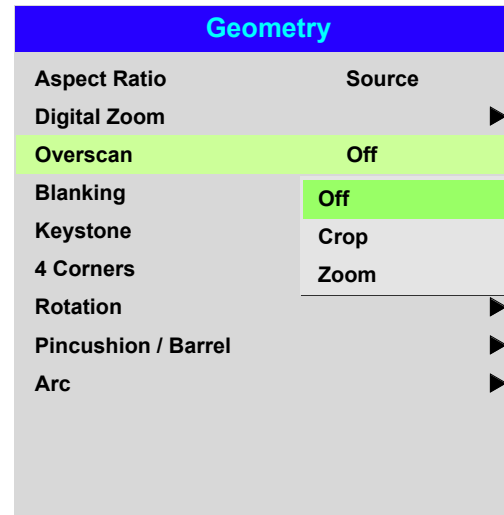 Geometry
Aspect Ratio Source
Digital Zoom
Overscan Off
Blanking Off
Keystone Crop
4 Corners Zoom
Rotation
Pincushion / Barrel
Arc